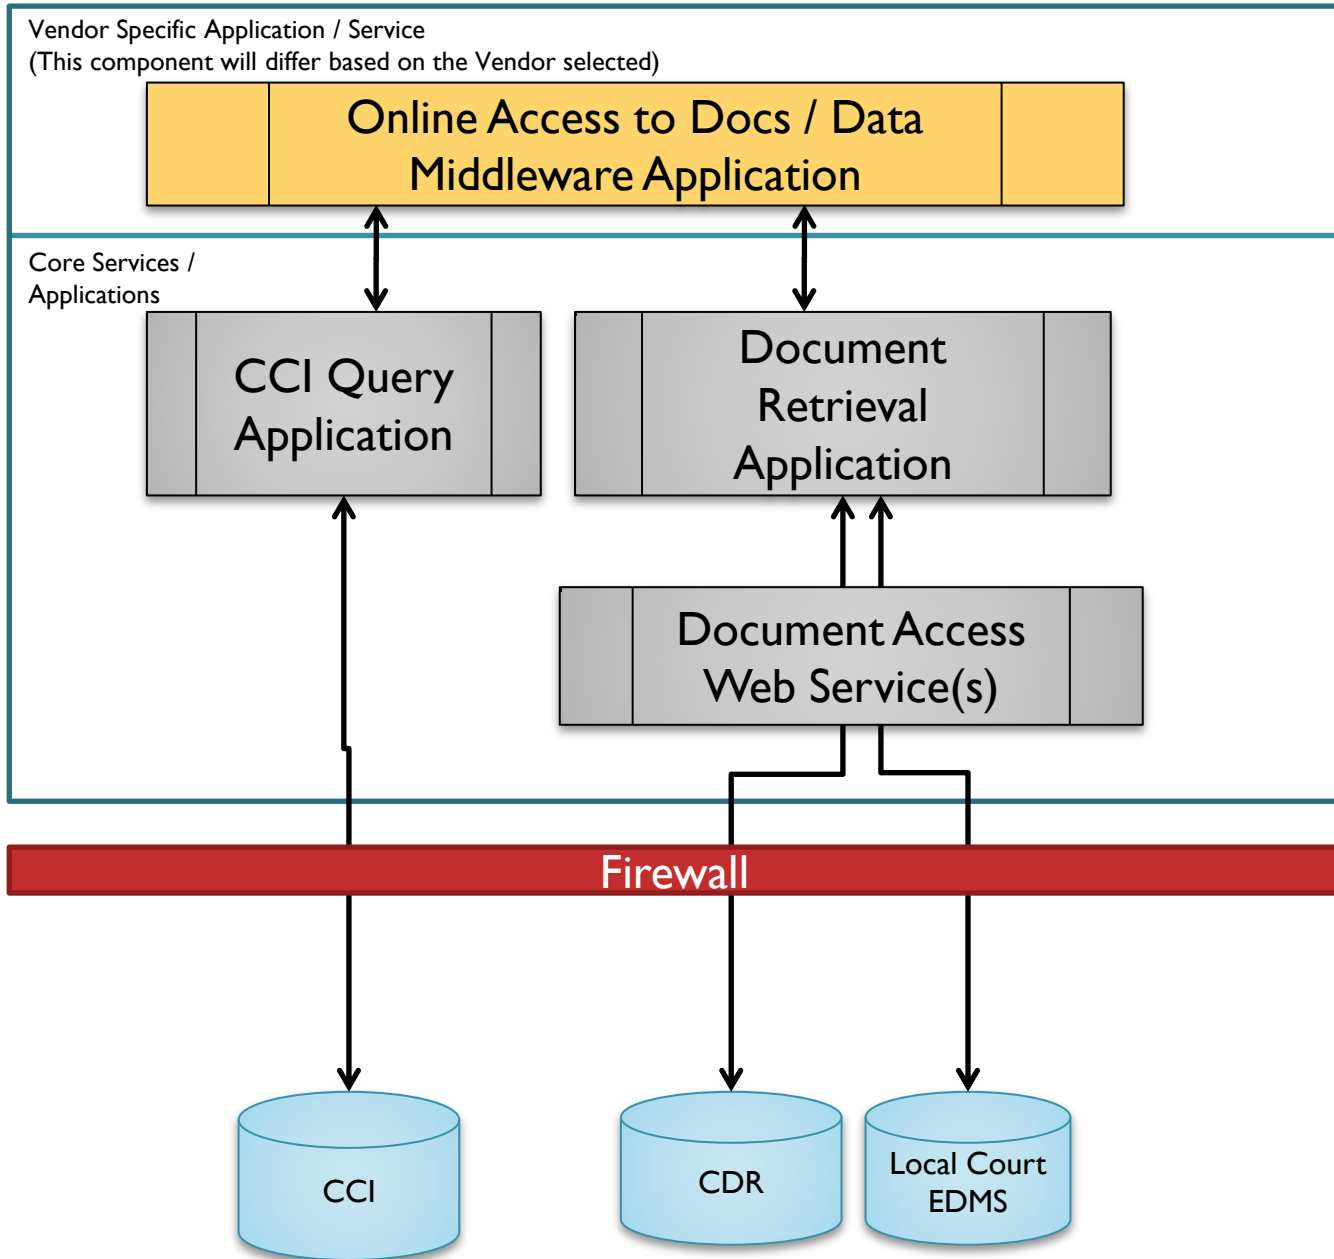 Vendor Specific Application / Service
(This component will differ based on the Vendor selected)
Online Access to Docs / Data
Middleware Application
Core Services /
Applications
CCI Query
Application
Document
Retrieval
Application
Document Access
Web Service(s)
Firewall
CCI
CDR
Local Court
EDMS